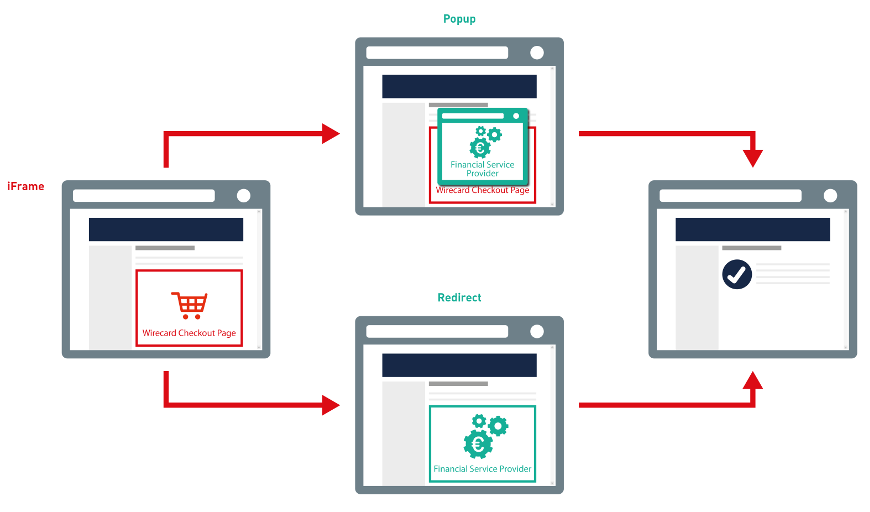 Popup
Financial Service
Provider
Wirecard Checkout Page
iFrame
Wirecard Checkout Page
Redirect
€
Financial Service Provider